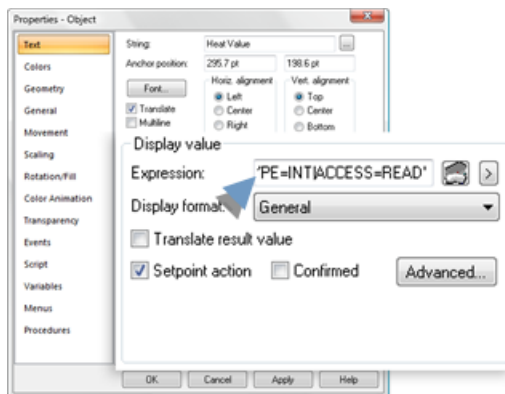 Properties - Object
Text
Colors
Geometry
General
Movement
Scaling
Rotation/Fill
Color Animation
Transparency
Events
Script
Variables
Menus
Procedures
String: Heat Value ...
Anchor position: 295.7 pt 198.6 pt
Font... Horiz. alignment Vert. alignment
Left Top
Translate Center Center
Multiline Right Bottom
Display value
Expression: 'PE=INT|ACCESS=READ" >
Display format: General
Translate result value
Setpoint action Confirmed Advanced...
OK Cancel Apply Help